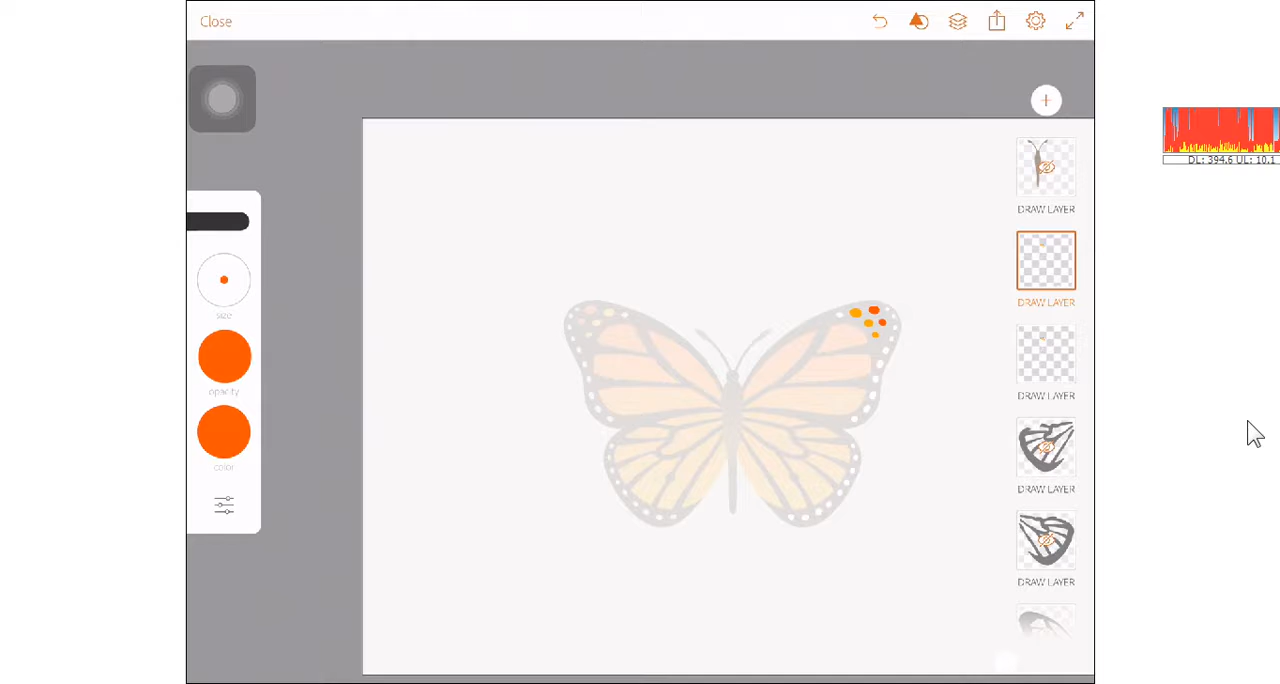 Close
DL: 394.6 UL: 10.1
size
opacity
color
DRAW LAYER
DRAW LAYER
DRAW LAYER
DRAW LAYER
DRAW LAYER